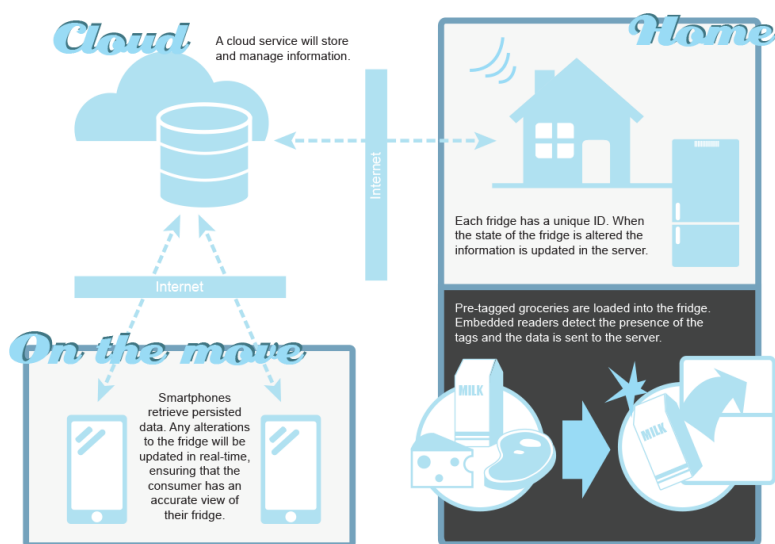 Cloud
A cloud service will store
and manage information.
Home
Internet
Each fridge has a unique ID. When
the state of the fridge is altered the
information is updated in the server.
Internet
Pre-tagged groceries are loaded into the fridge.
Embedded readers detect the presence of the
tags and the data is sent to the server.
MILK
MILK
On the move
Smartphones
retrieve persisted
data. Any alterations
to the fridge will be
updated in real-time,
ensuring that the
consumer has an
accurate view of
their fridge.